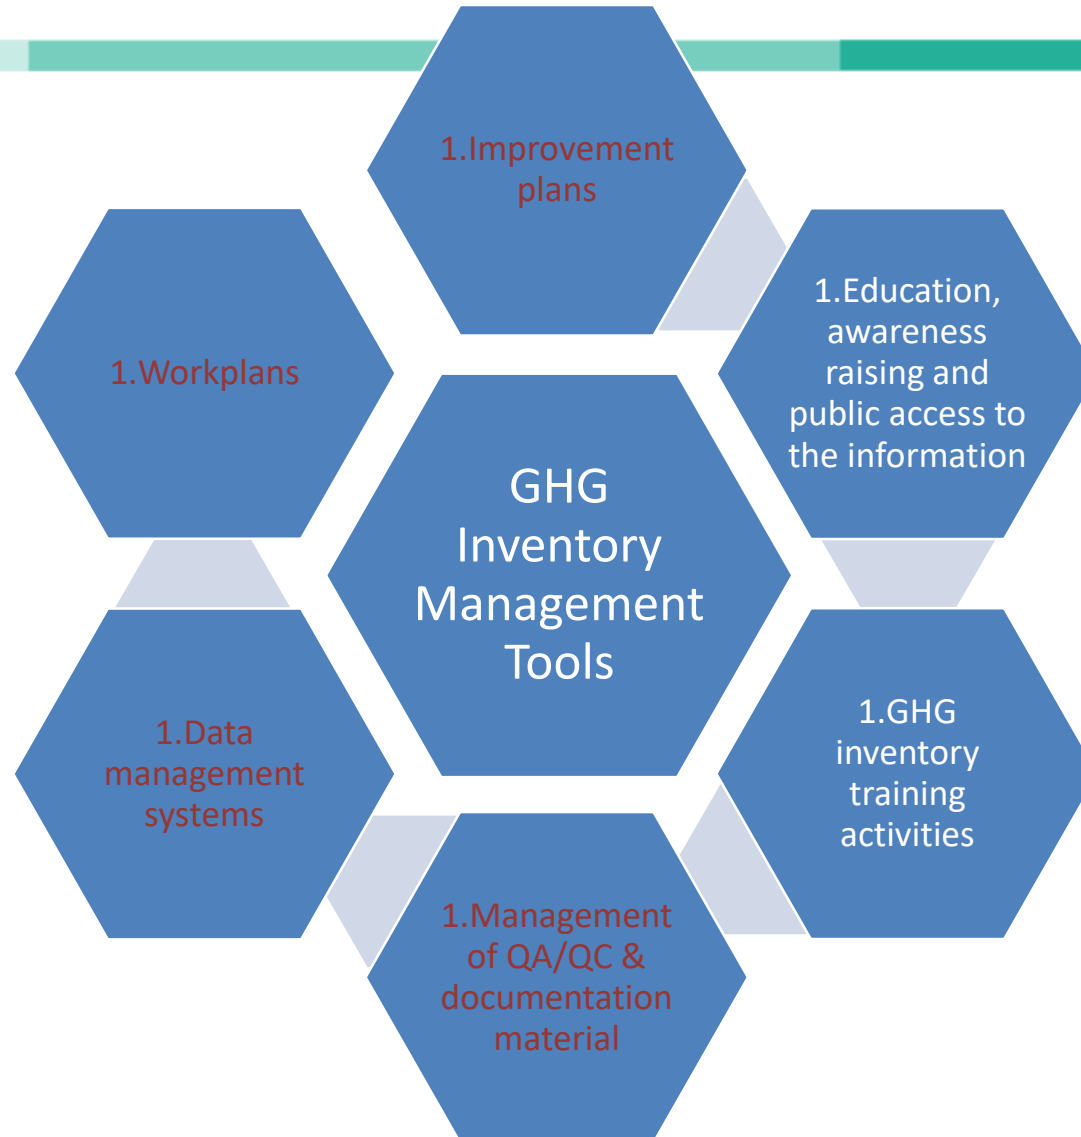 1.Improvement
plans
1.Education,
awareness
raising and
public access to
the information
1.Workplans
GHG
Inventory
Management
Tools
1.GHG
inventory
training
activities
1.Data
management
systems
1.Management
of QA/QC &
documentation
material